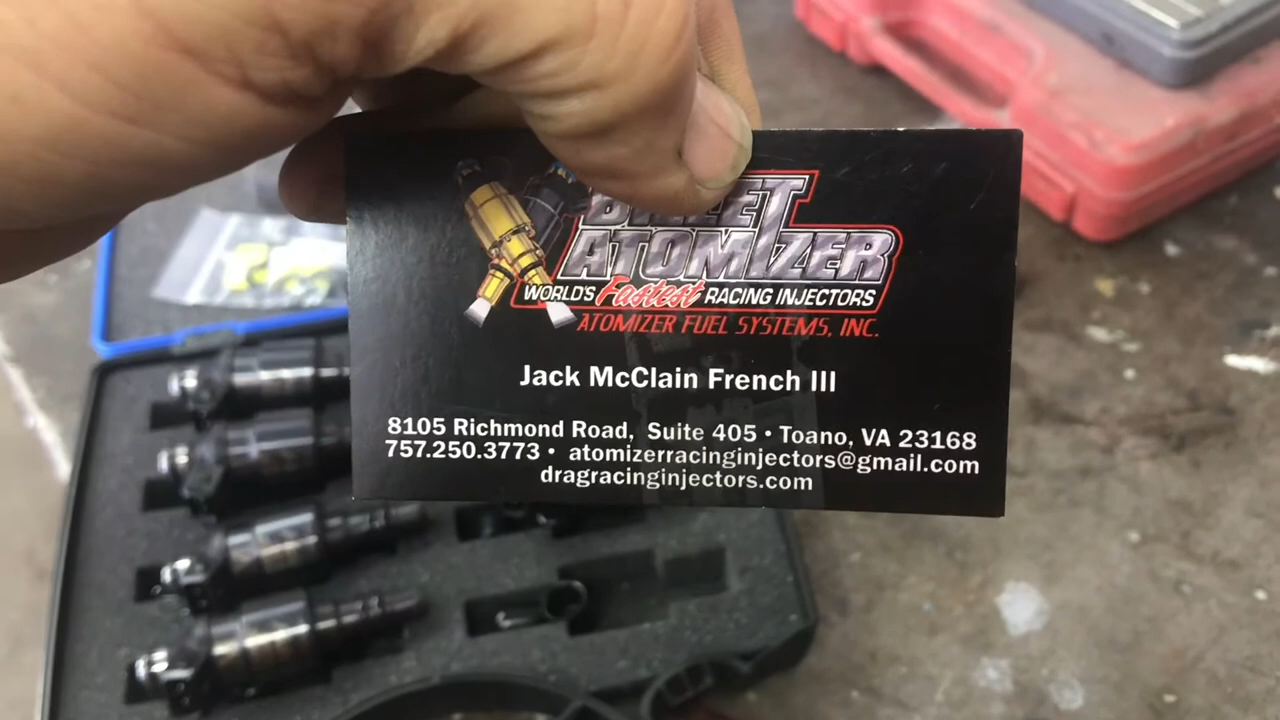 ATOMIZER
WORLD'S Fastest RACING INJECTORS
ATOMIZER FUEL SYSTEMS, INC.
Jack McClain French III
8105 Richmond Road, Suite 405 • Toano, VA 23168
757.250.3773 • atomizerracinginjectors@gmail.com
dragracinginjectors.com